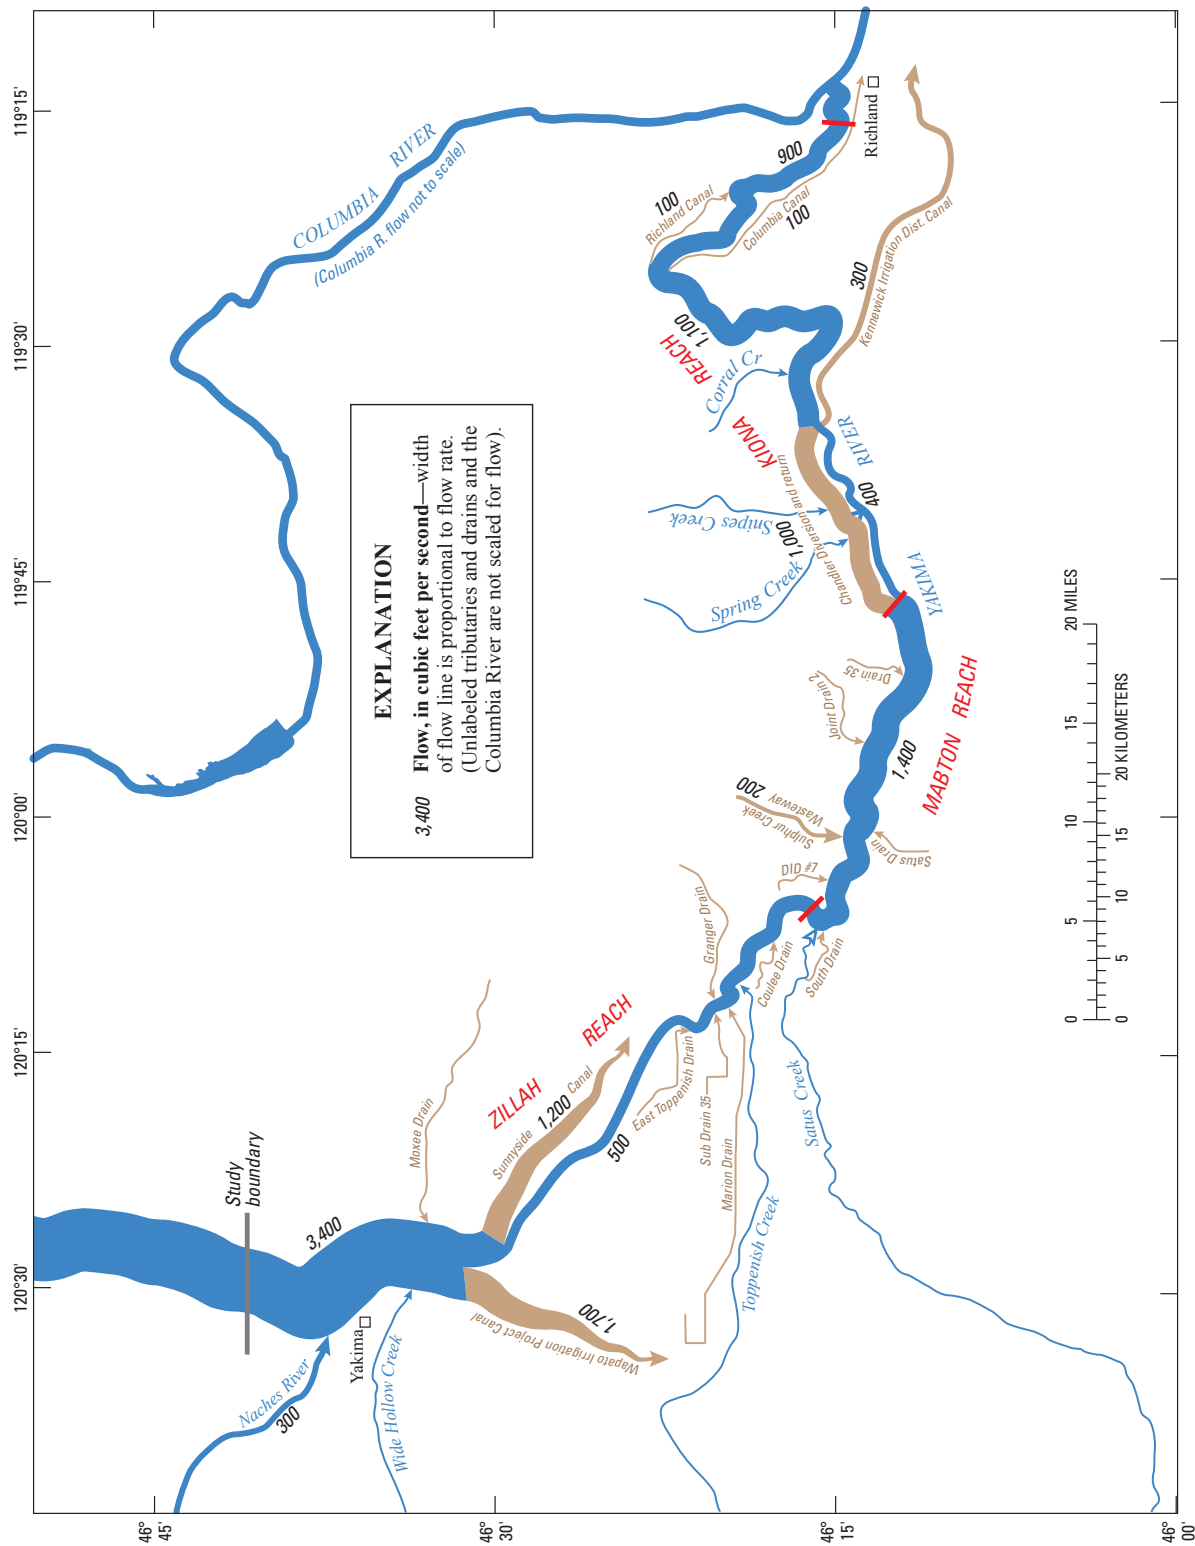 119°15'
119°30'
119°45'
120°00'
120°15'
120°30'
46°
45'
46°
30'
46°
15'
46°
00'
COLUMBIA RIVER
(Columbia R. flow not to scale)
EXPLANATION
3,400 Flow, in cubic feet per second—width
of flow line is proportional to flow rate.
(Unlabeled tributaries and drains and the
Columbia River are not scaled for flow).
Study
boundary
3,400
Naches River
300
Yakima
Wide Hollow Creek
Moxee Drain
Wapato Irrigation Project Canal
1,700
ZILLAH REACH
Sunnyside Canal
1,200
500
East Toppenish Drain
Sub Drain 35
Marion Drain
Toppenish Creek
Granger Drain
Coulee Drain
Satus Creek
South Drain
DID #7
Sulphur Creek
Wasteway
200
Satus Drain
MABTON REACH
1,400
Joint Drain 2
Drain 35
YAKIMA RIVER
400
Chandler Diversion and return
1,000
Spring Creek
Snipes Creek
KIONA REACH
Corral Cr
1,100
Kennewick Irrigation Dist. Canal
300
Richland Canal
100
Columbia Canal
100
900
Richland
0 5 10 15 20 MILES
0 5 10 15 20 KILOMETERS